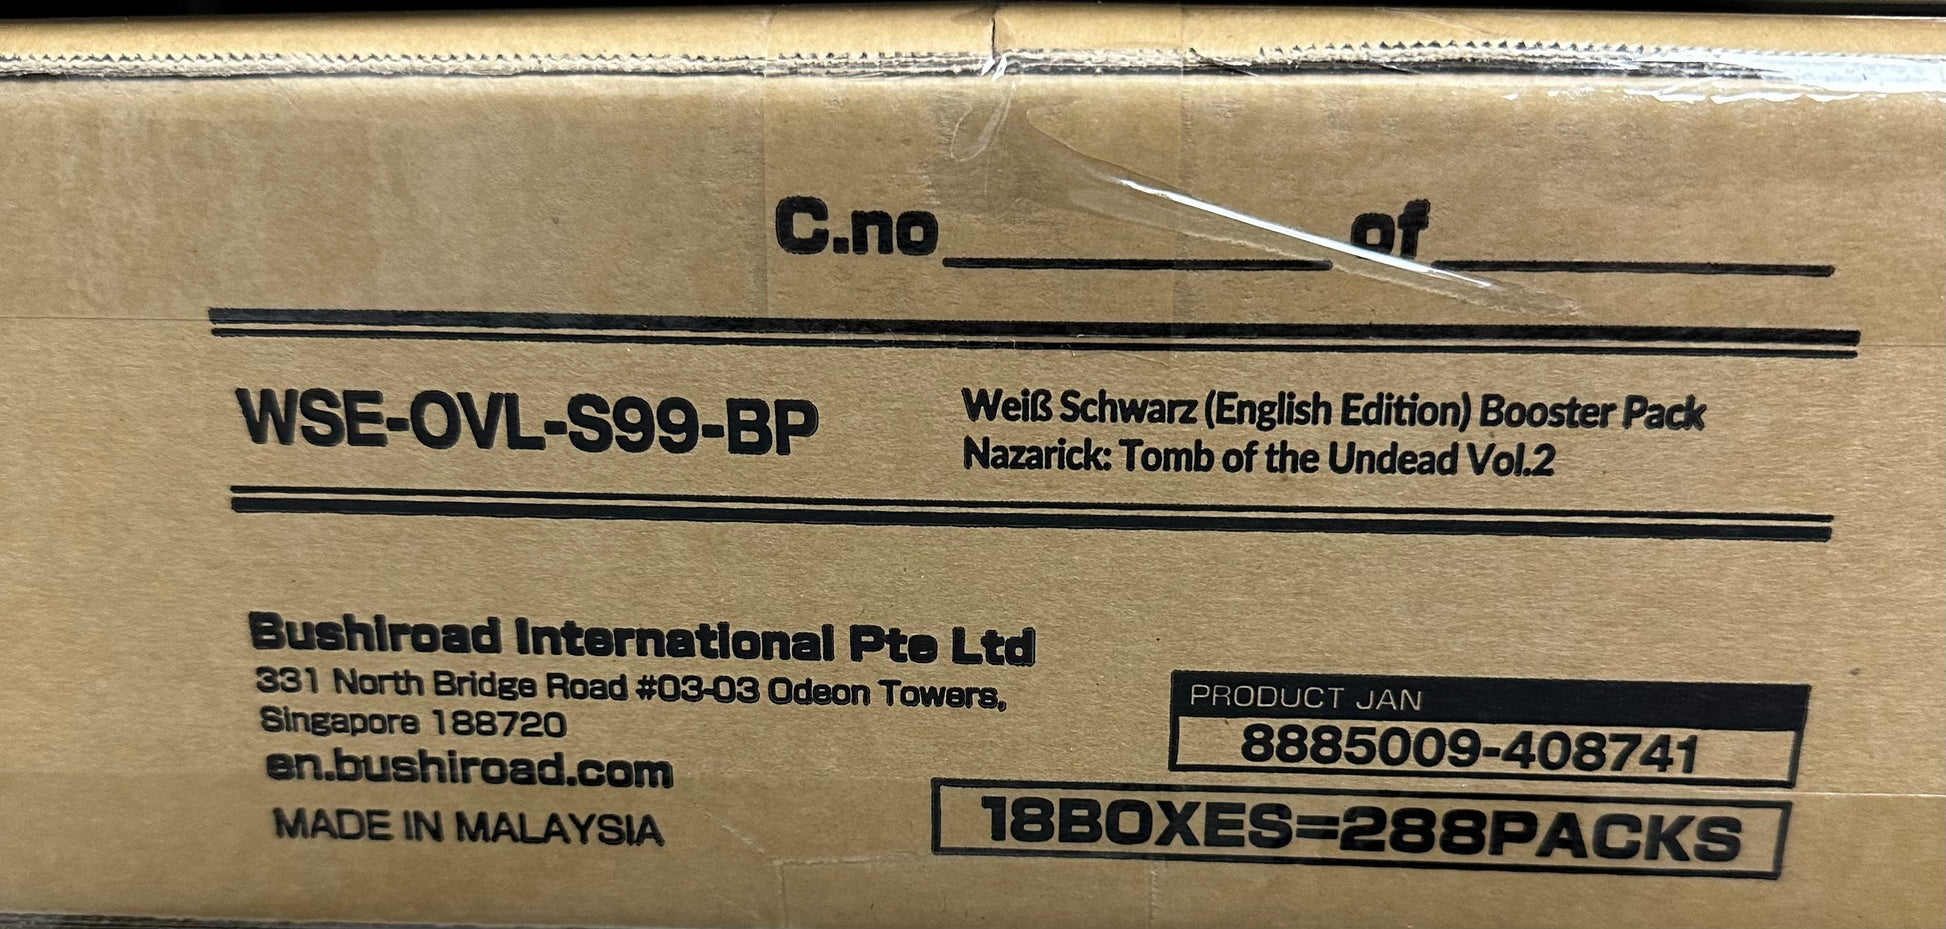 C.no of
WSE-OVL-S99-BP
Weiß Schwarz (English Edition) Booster Pack
Nazarick: Tomb of the Undead Vol.2
Bushiroad International Pte Ltd
331 North Bridge Road #03-03 Odeon Towers,
Singapore 188720
en.bushiroad.com
MADE IN MALAYSIA
PRODUCT JAN
8885009-408741
18BOXES=288PACKS